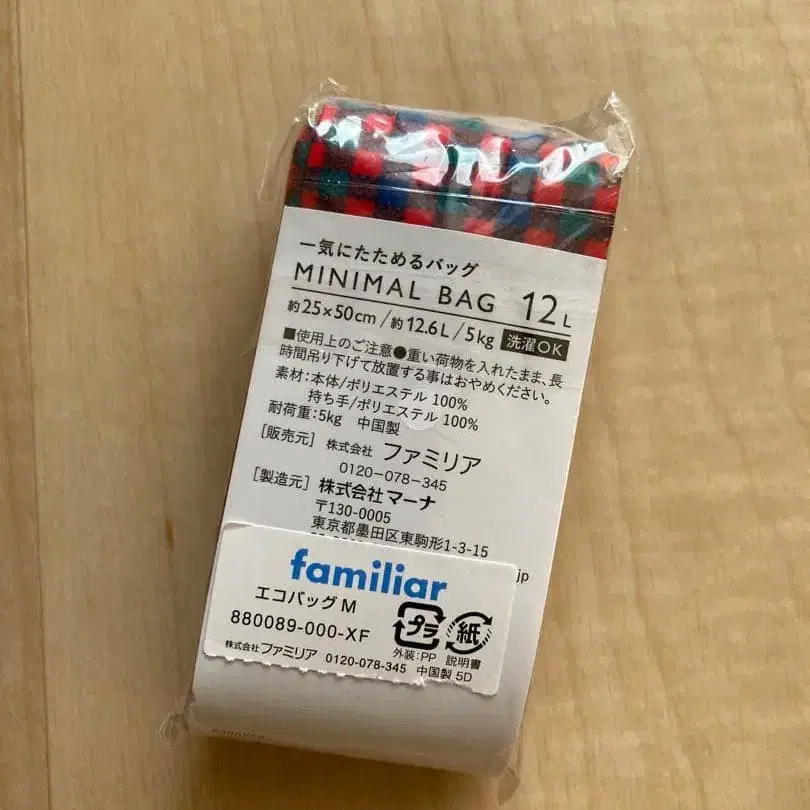 一気にたためるバッグ
MINIMAL BAG 12L
約25×50cm/約12.6L/5kg 洗濯OK
■使用上のご注意●重い荷物を入れたまま、長
時間吊り下げて放置する事はおやめください。
素材:本体/ポリエステル 100%
持ち手/ポリエステル 100%
耐荷重:5kg 中国製
[販売元] 株式会社 ファミリア
0120-078-345
[製造元] 株式会社マーナ
〒130-0005
東京都墨田区東駒形1-3-15
jp
familiar
エコバッグ M
880089-000-XF
プラ 紙
外装:PP 説明書
株式会社 ファミリア 0120-078-345 中国製 5D